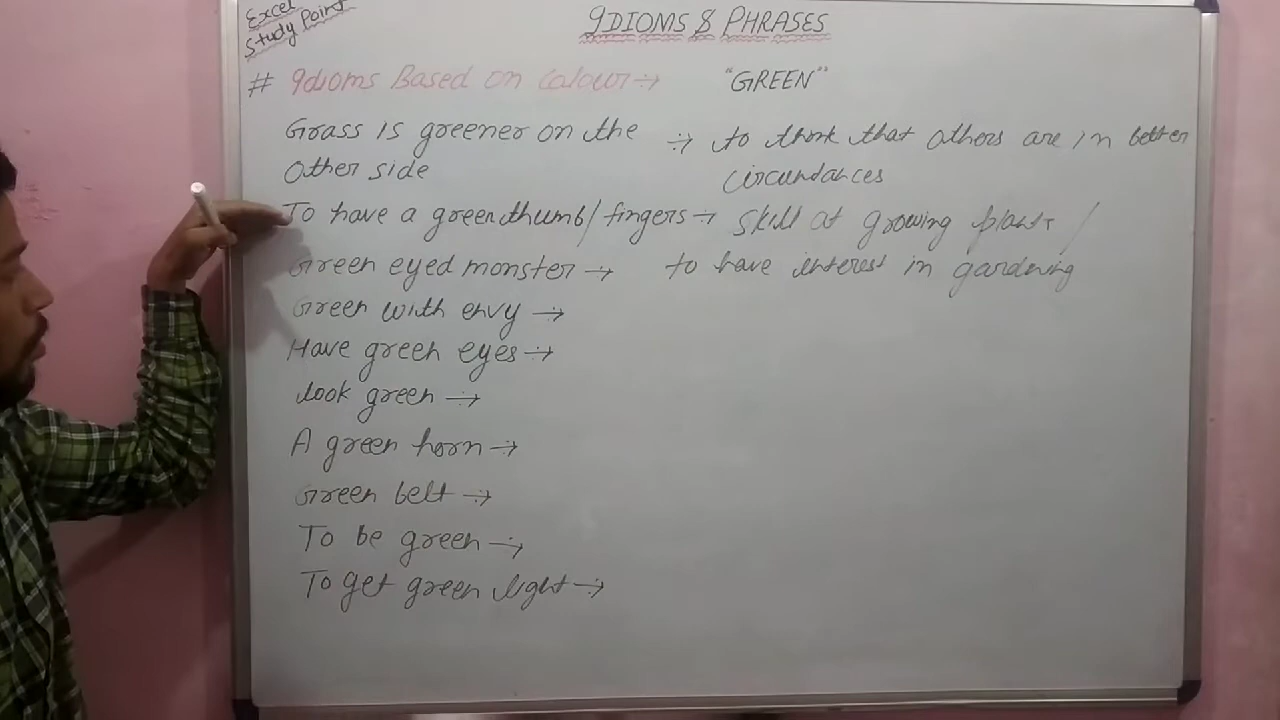 Excel
Study Point
IDIOMS & PHRASES
# Idioms Based on Colour → "GREEN"
Grass is greener on the → to think that others are in better
Other side circumdances
To have a green thumb/fingers → skill at growing plant /
Green eyed monster → to have interest in gardening
Green with envy →
Have green eyes →
look green →
A green horn →
Green belt →
To be green →
To get green light →